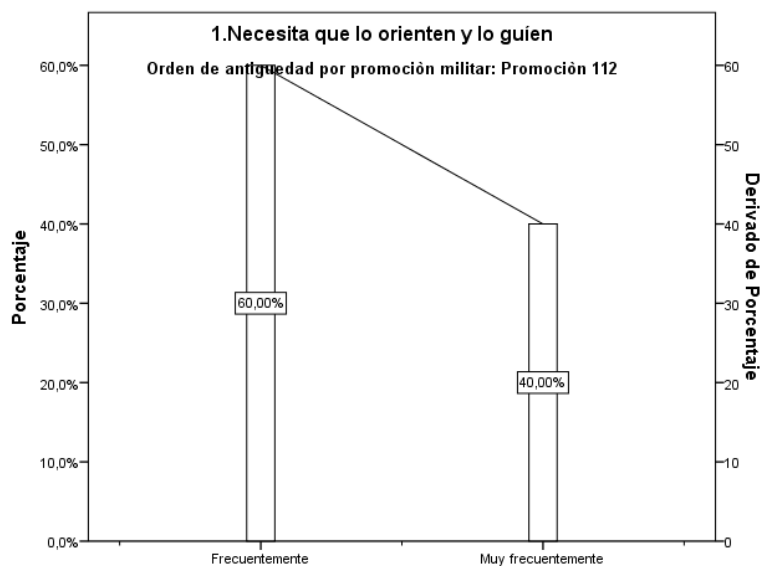 1.Necesita que lo orienten y lo guíen
Orden de antiguedad por promoción militar: Promoción 112
Porcentaje
60,0%
50,0%
40,0%
30,0%
20,0%
10,0%
0,0%
60,00%
40,00%
60
50
40
30
20
10
0
Derivado de Porcentaje
Frecuentemente
Muy frecuentemente